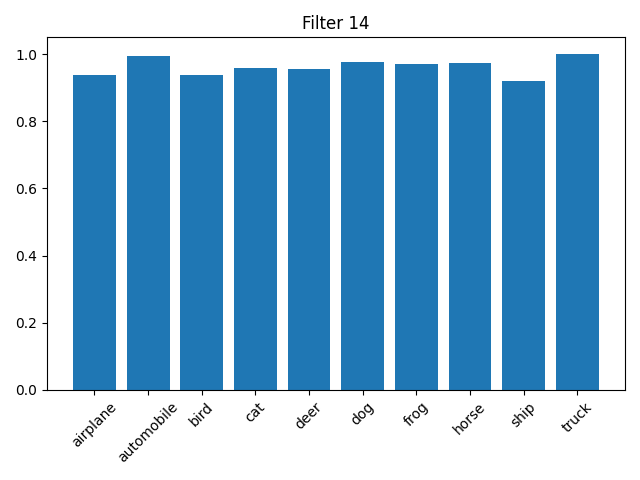 Filter 14
1.0
0.8
0.6
0.4
0.2
0.0
airplane
automobile
bird
cat
deer
dog
frog
horse
ship
truck